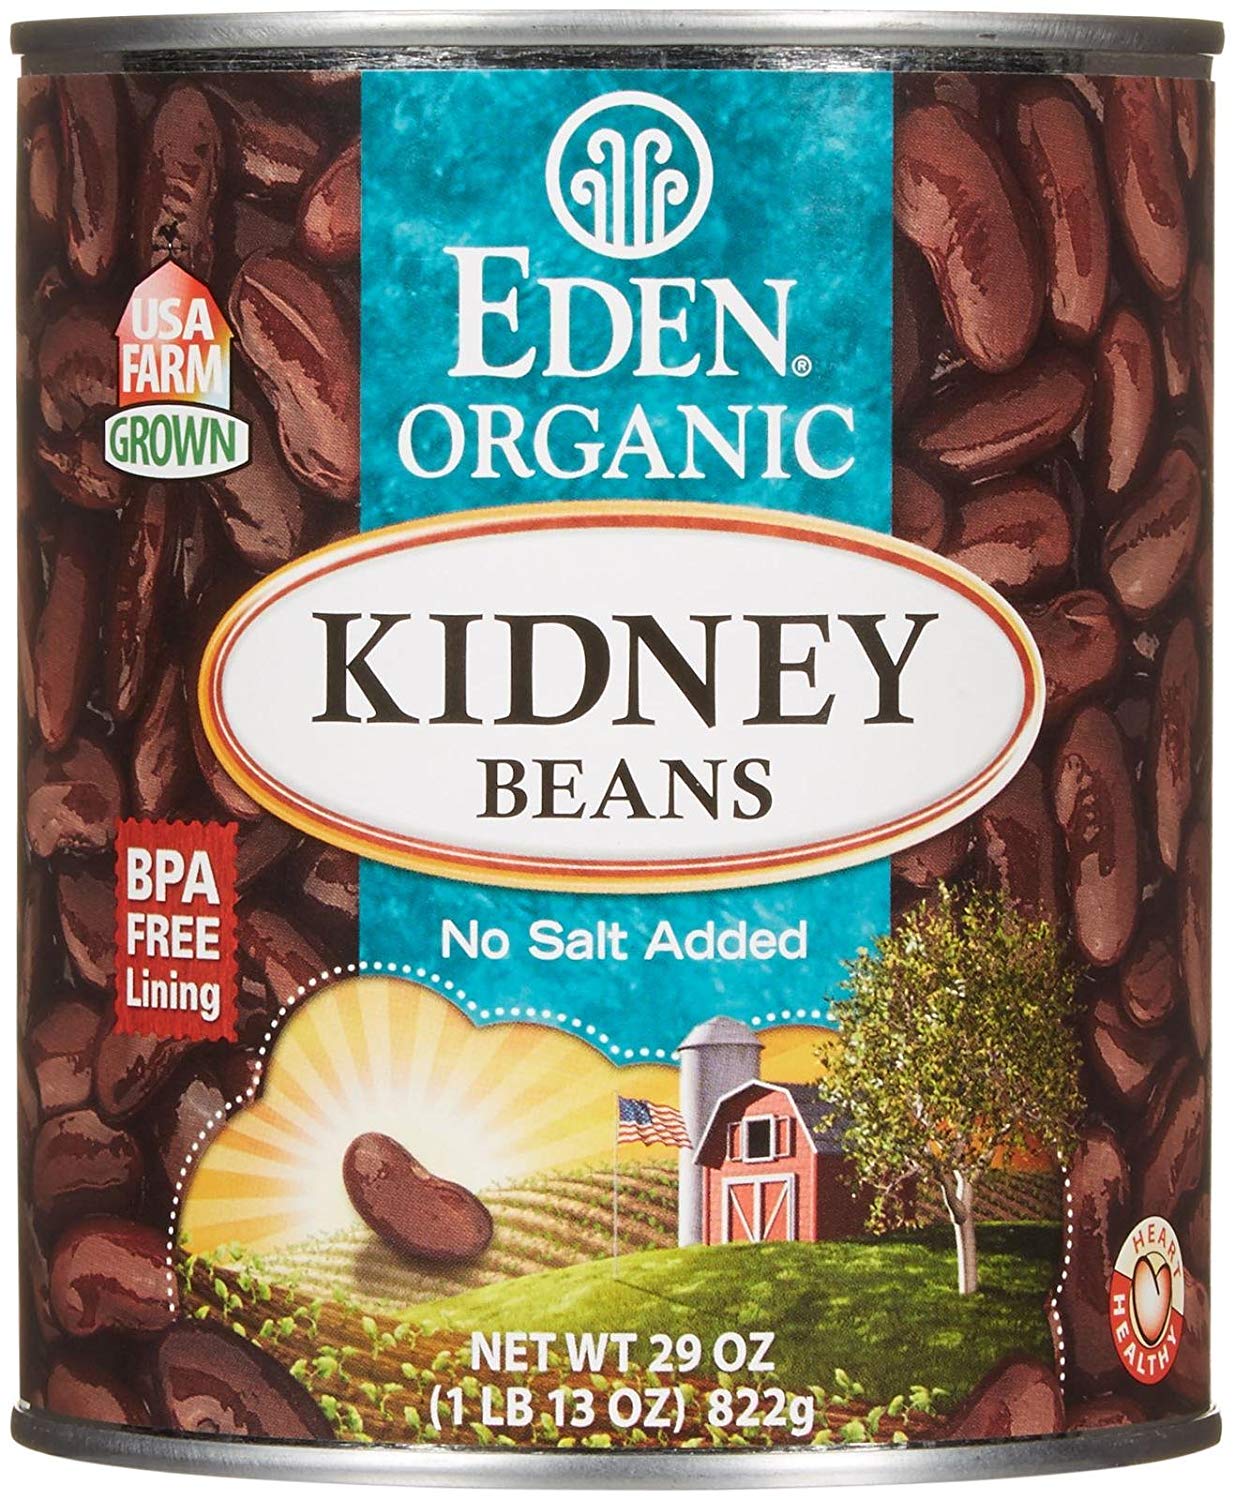 EDEN®
ORGANIC
USA
FARM
GROWN
KIDNEY
BEANS
BPA
FREE
Lining
No Salt Added
HEART
HEALTHY
NET WT 29 OZ
(1 LB 13 OZ) 822g